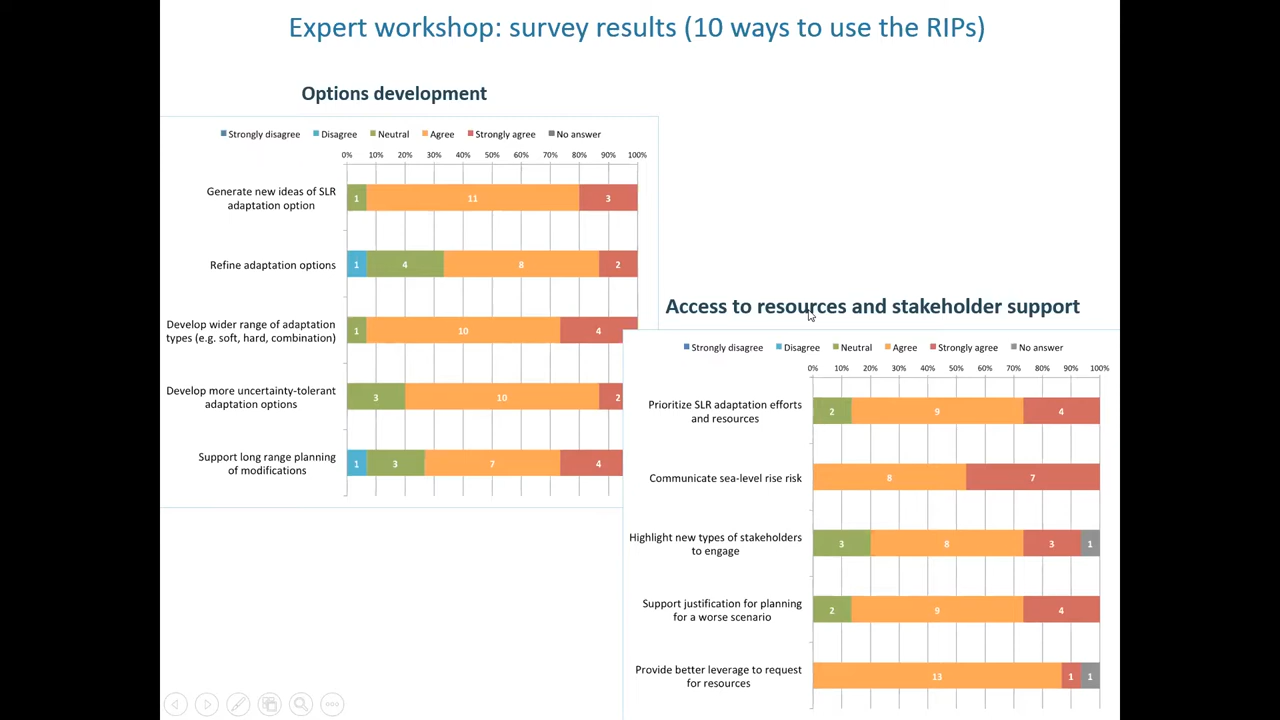 Expert workshop: survey results (10 ways to use the RIPs)
Options development
Strongly disagree Disagree Neutral Agree Strongly agree No answer
0% 10% 20% 30% 40% 50% 60% 70% 80% 90% 100%
Generate new ideas of SLR
adaptation option
1 11 3
Refine adaptation options
1 4 8 2
Develop wider range of adaptation
types (e.g. soft, hard, combination)
1 10 4
Develop more uncertainty-tolerant
adaptation options
3 10 2
Support long range planning
of modifications
1 3 7 4
Access to resources and stakeholder support
Strongly disagree Disagree Neutral Agree Strongly agree No answer
0% 10% 20% 30% 40% 50% 60% 70% 80% 90% 100%
Prioritize SLR adaptation efforts
and resources
2 9 4
Communicate sea-level rise risk
8 7
Highlight new types of stakeholders
to engage
3 8 3 1
Support justification for planning
for a worse scenario
2 9 4
Provide better leverage to request
for resources
13 1 1